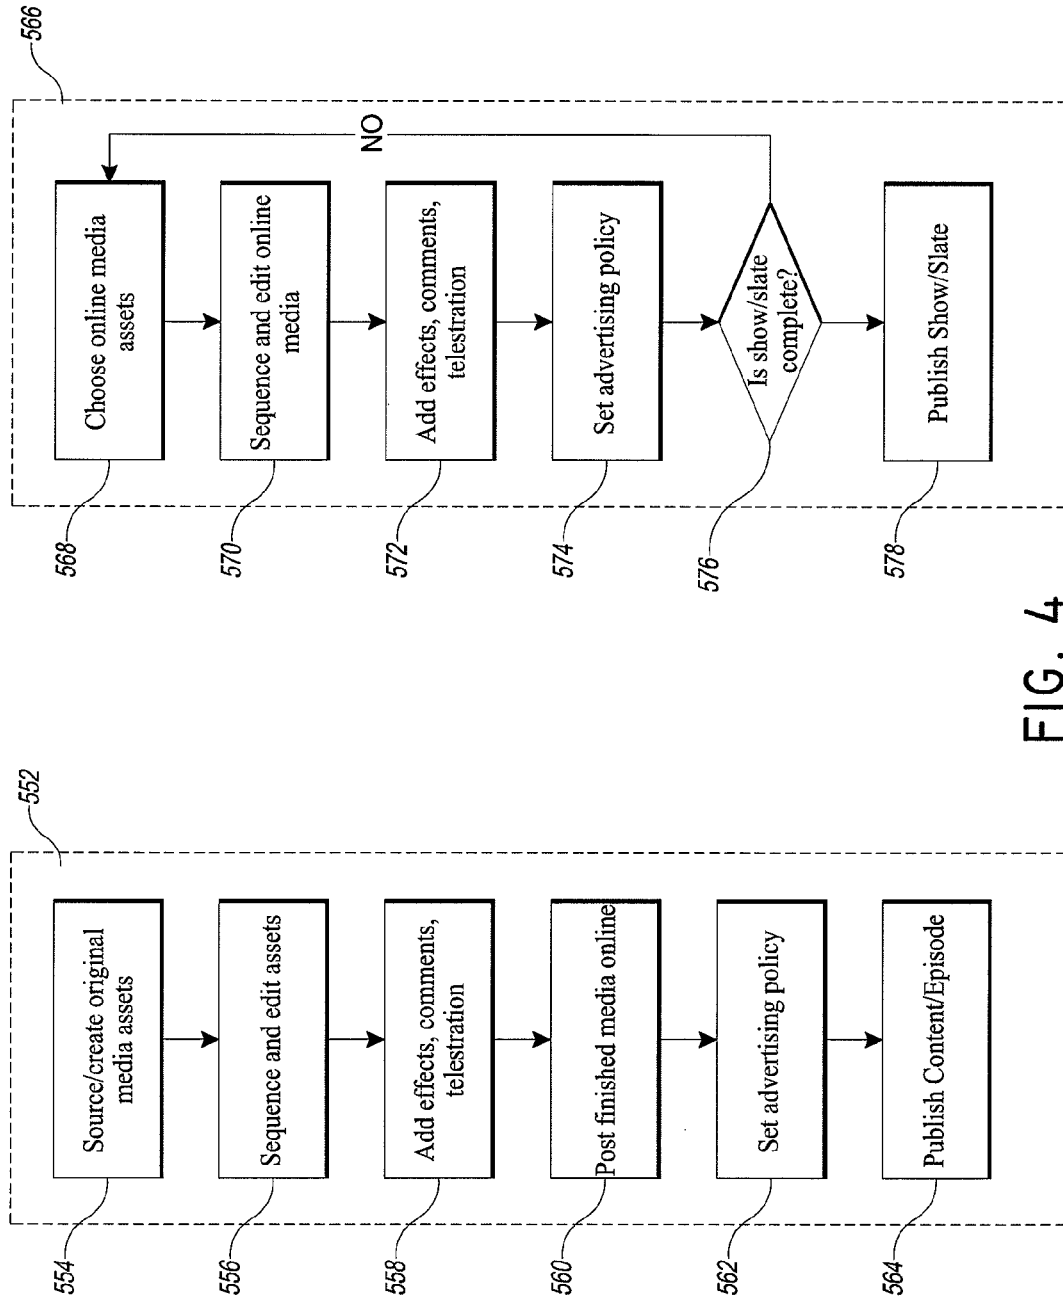 552
554
Source/create original
media assets
556
Sequence and edit assets
558
Add effects, comments,
telestration
560
Post finished media online
562
Set advertising policy
564
Publish Content/Episode
566
568
Choose online media
assets
570
Sequence and edit online
media
572
Add effects, comments,
telestration
574
Set advertising policy
576
Is show/slate
complete?
NO
578
Publish Show/Slate
FIG. 4